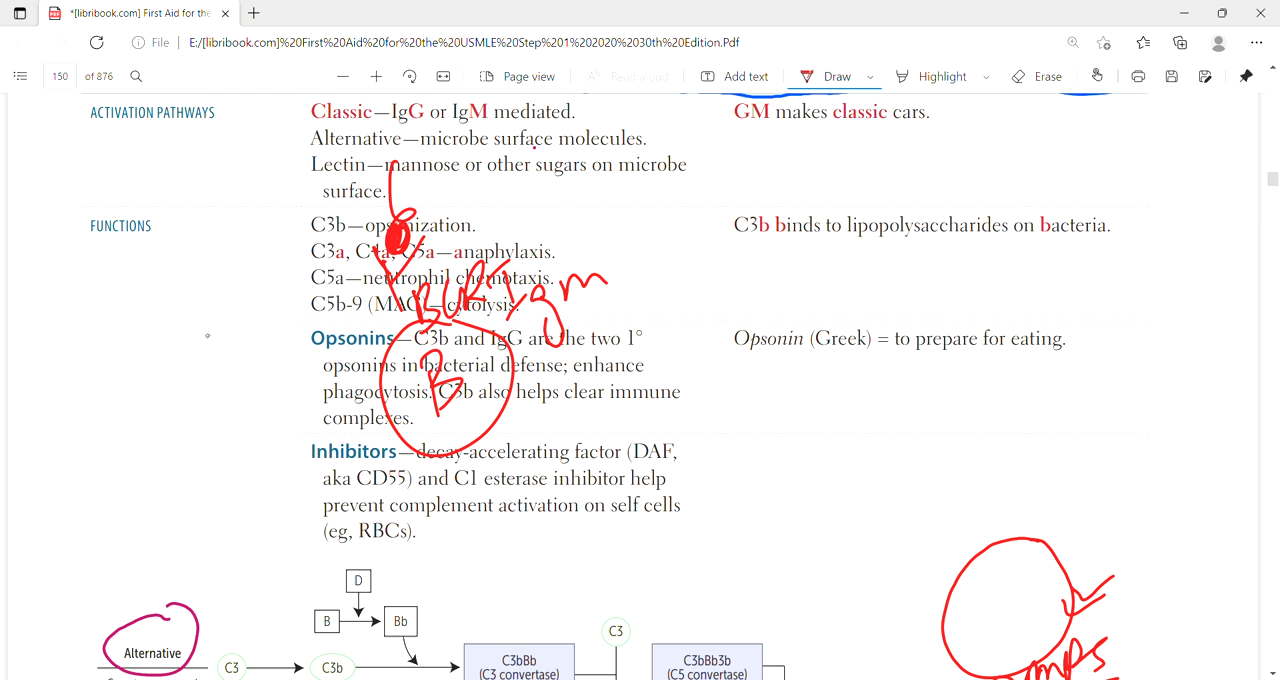 *[libribook.com] First Aid for the
File E:/[libribook.com]%20First%20Aid%20for%20the%20USMLE%20Step%201%202020%2030th%20Edition.Pdf
150 of 876 Page view Read aloud Add text Draw Highlight Erase
ACTIVATION PATHWAYS Classic—IgG or IgM mediated. GM makes classic cars.
Alternative—microbe surface molecules.
Lectin—mannose or other sugars on microbe
surface.
FUNCTIONS C3b—opsonization. C3b binds to lipopolysaccharides on bacteria.
C3a, C4a, C5a—anaphylaxis.
C5a—neutrophil chemotaxis.
C5b-9 (MAC)—cytolysis.
BCR-Igm
Opsonins—C3b and IgG are the two 1° Opsonin (Greek) = to prepare for eating.
opsonins in bacterial defense; enhance
phagocytosis. C3b also helps clear immune
complexes.
B
Inhibitors—decay-accelerating factor (DAF,
aka CD55) and C1 esterase inhibitor help
prevent complement activation on self cells
(eg, RBCs).
D
B Bb
Alternative
C3 C3b C3bBb C3 C3bBb3b
(C3 convertase) (C5 convertase)